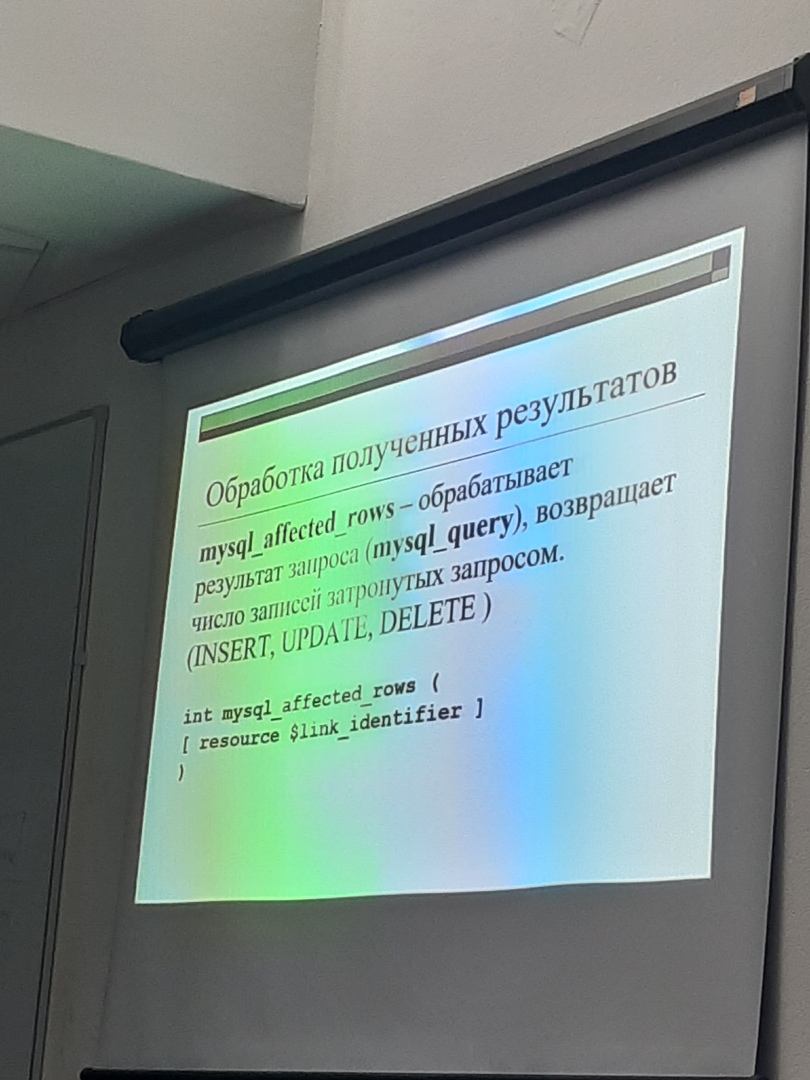 Обработка полученных результатов
mysql_affected_rows – обрабатывает
результат запроса (mysql_query), возвращает
число записей затронутых запросом.
(INSERT, UPDATE, DELETE )
int mysql_affected_rows (
[ resource $link_identifier ]
)